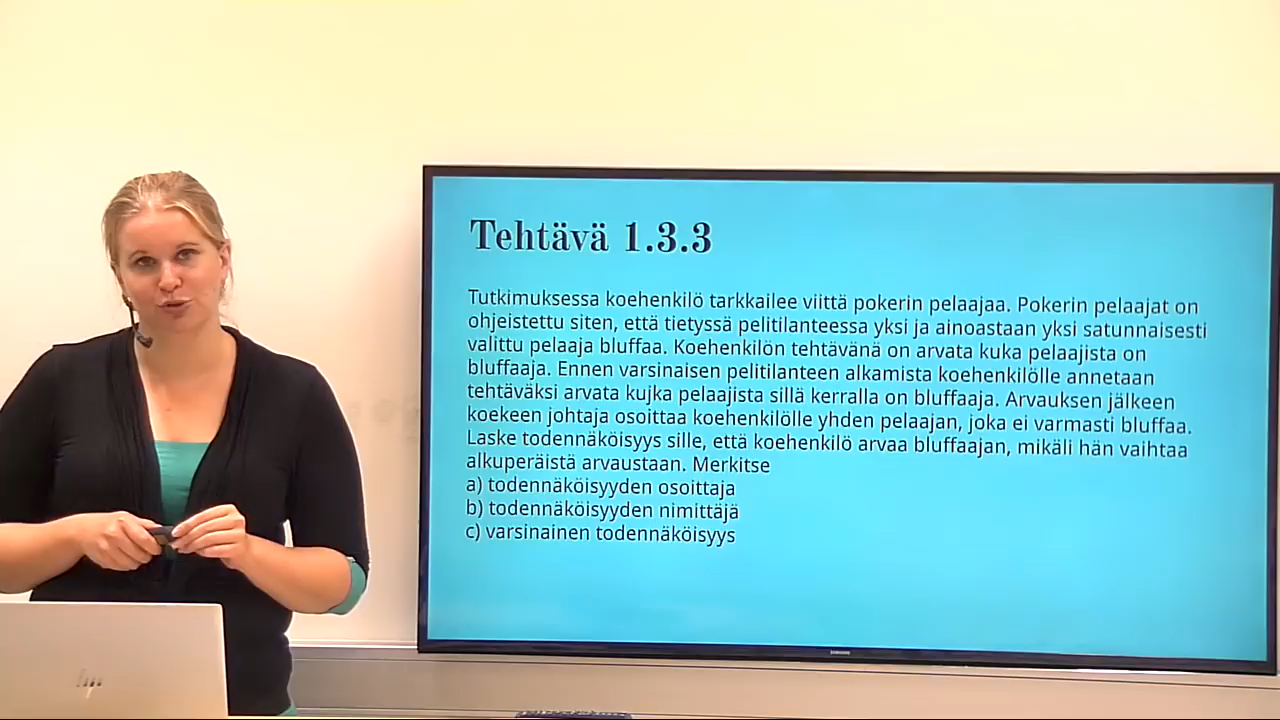 Tehtävä 1.3.3
Tutkimuksessa koehenkilö tarkkailee viittä pokerin pelaajaa. Pokerin pelaajat on
ohjeistettu siten, että tietyssä pelitilanteessa yksi ja ainoastaan yksi satunnaisesti
valittu pelaaja bluffaa. Koehenkilön tehtävänä on arvata kuka pelaajista on
bluffaaja. Ennen varsinaisen pelitilanteen alkamista koehenkilölle annetaan
tehtäväksi arvata kujka pelaajista sillä kerralla on bluffaaja. Arvauksen jälkeen
koekeen johtaja osoittaa koehenkilölle yhden pelaajan, joka ei varmasti bluffaa.
Laske todennäköisyys sille, että koehenkilö arvaa bluffaajan, mikäli hän vaihtaa
alkuperäistä arvaustaan. Merkitse
a) todennäköisyyden osoittaja
b) todennäköisyyden nimittäjä
c) varsinainen todennäköisyys
SAMSUNG
hp